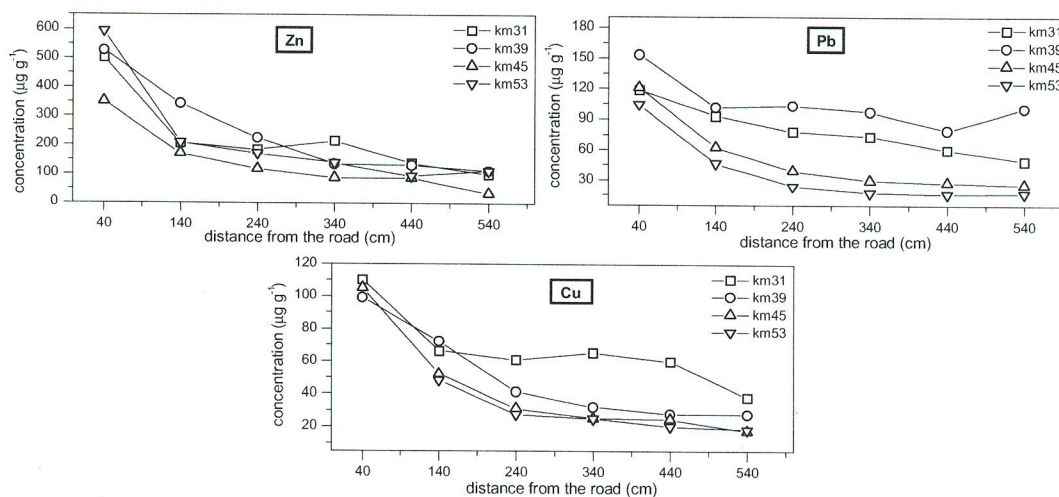 Zn
km31
km39
km45
km53
concentration (µg g⁻¹)
600
500
400
300
200
100
0
40 140 240 340 440 540
distance from the road (cm)
Pb
km31
km39
km45
km53
concentration (µg g⁻¹)
180
150
120
90
60
30
40 140 240 340 440 540
distance from the road (cm)
Cu
km31
km39
km45
km53
concentration (µg g⁻¹)
120
100
80
60
40
20
40 140 240 340 440 540
distance from the road (cm)